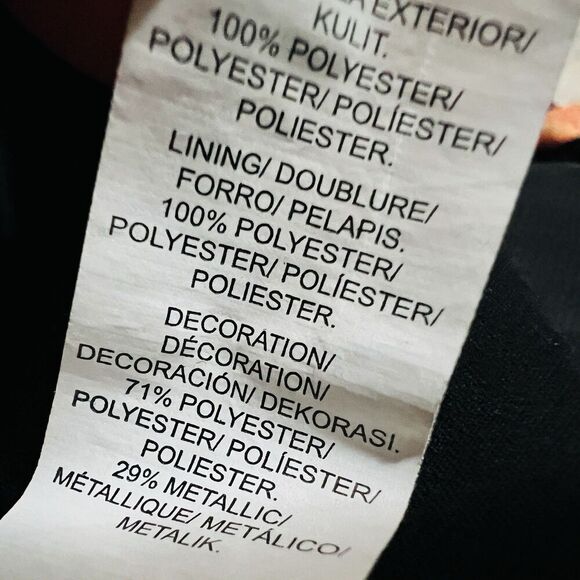 EXTERIOR/
KULIT.
100% POLYESTER/
POLYESTER/ POLÍESTER/
POLIESTER.
LINING/ DOUBLURE/
FORRO/ PELAPIS.
100% POLYESTER/
POLYESTER/ POLÍESTER/
POLIESTER.
DECORATION/
DÉCORATION/
DECORACIÓN/ DEKORASI.
71% POLYESTER/
POLYESTER/ POLÍESTER/
POLIESTER.
29% METALLIC/
MÉTALLIQUE/ METÁLICO/
METALIK.